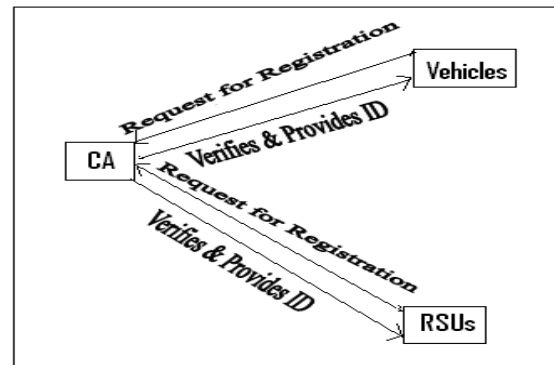 Request for Registration
Vehicles
Verifies & Provides ID
CA
Request for Registration
Verifies & Provides ID
RSUs